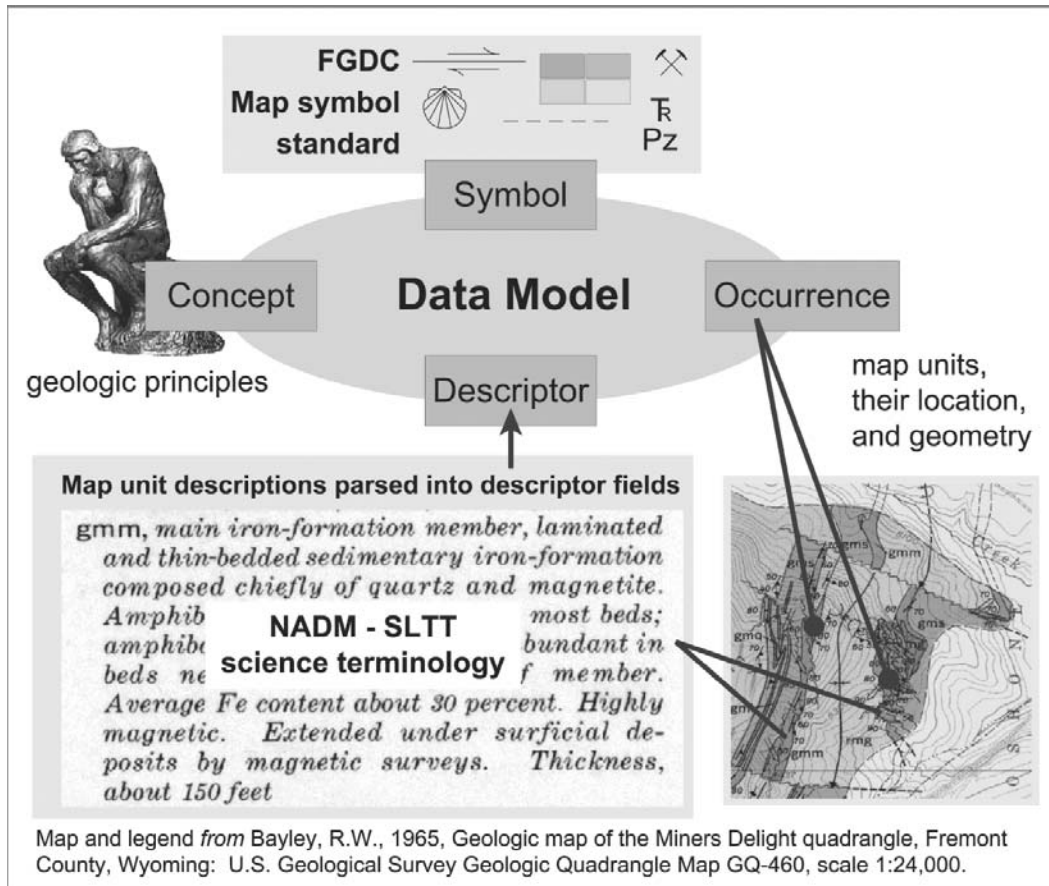 FGDC
Map symbol
standard
TR
Pz
Symbol
Concept
Data Model
Occurrence
geologic principles
Descriptor
map units,
their location,
and geometry
Map unit descriptions parsed into descriptor fields
gmm, main iron-formation member, laminated
and thin-bedded sedimentary iron-formation
composed chiefly of quartz and magnetite.
most beds;
NADM - SLTT
science terminology
in
beds
member.
Average Fe content about 30 percent. Highly
magnetic. Extended under surficial de-
posits by magnetic surveys. Thickness,
about 150 feet
gms
gmm
gms
gmq
gmm
rmg
Creek
Map and legend from Bayley, R.W., 1965, Geologic map of the Miners Delight quadrangle, Fremont
County, Wyoming: U.S. Geological Survey Geologic Quadrangle Map GQ-460, scale 1:24,000.